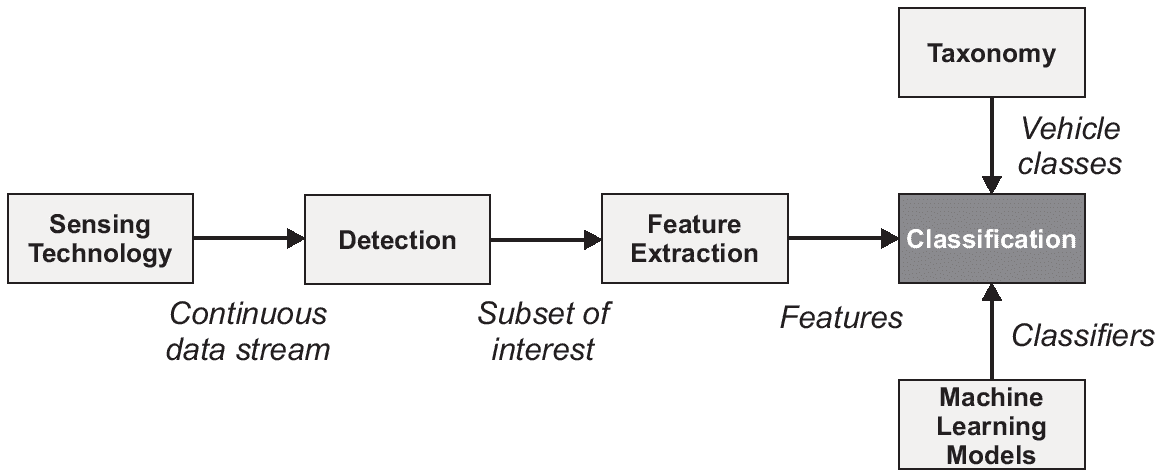 Taxonomy
Vehicle
classes
Sensing
Technology
Detection
Feature
Extraction
Classification
Continuous
data stream
Subset of
interest
Features
Classifiers
Machine
Learning
Models